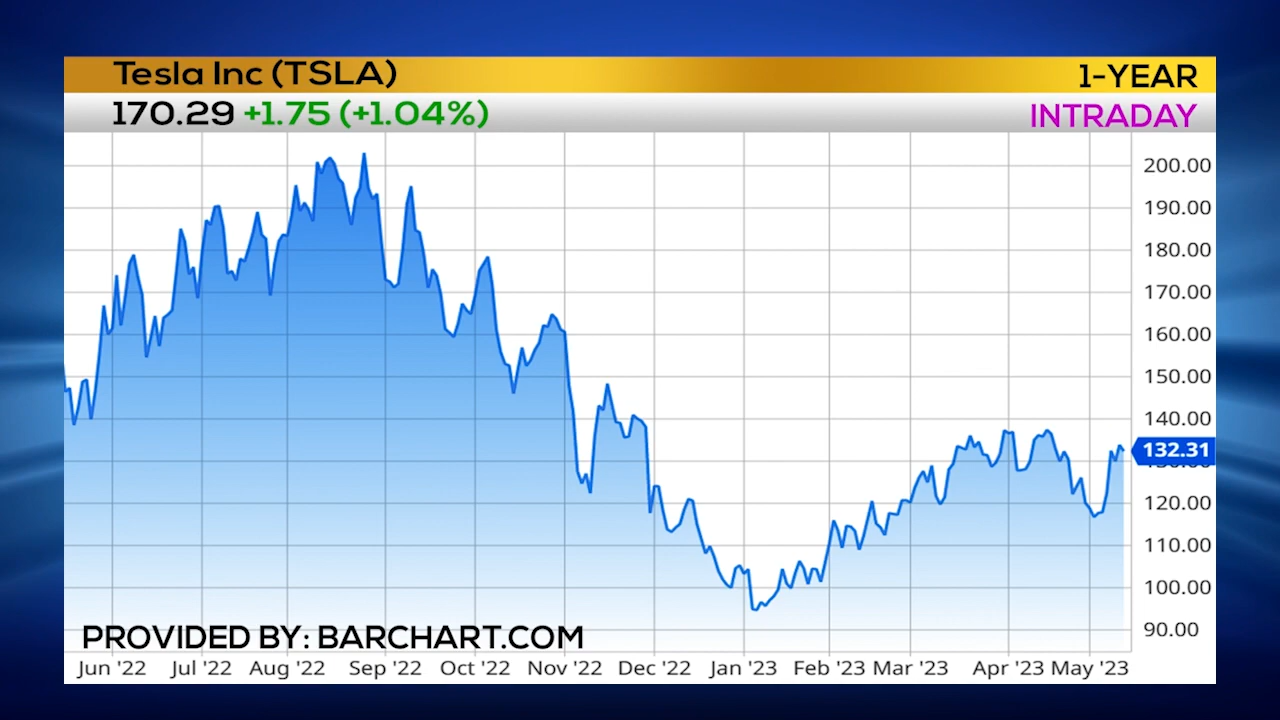 Tesla Inc (TSLA)
1-YEAR
170.29 +1.75 (+1.04%)
INTRADAY
200.00
190.00
180.00
170.00
160.00
150.00
140.00
132.31
130.00
120.00
110.00
100.00
90.00
PROVIDED BY: BARCHART.COM
Jun '22 Jul '22 Aug '22 Sep '22 Oct '22 Nov '22 Dec '22 Jan '23 Feb '23 Mar '23 Apr '23 May '23